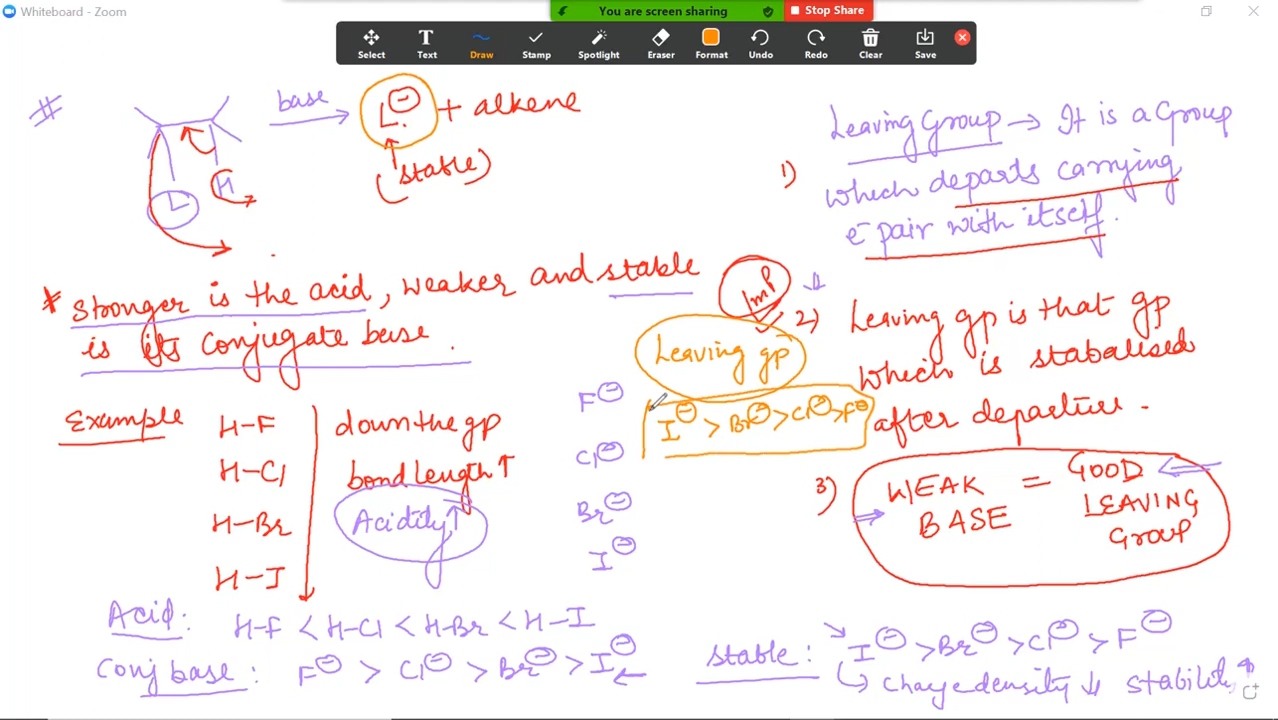 Whiteboard - Zoom
You are screen sharing
Stop Share
Select Text Draw Stamp Spotlight Eraser Format Undo Redo Clear Save
#
base
L⊖ + alkene
(stable)
H
L
Leaving Group → It is a Group
1) which departs carrying
e⁻ pair with itself.
* Stronger is the acid, weaker and stable
is its conjugate base.
Imp
2) Leaving gp is that gp
which is stabalised
after departure.
Leaving gp
I⊖ > Br⊖ > Cl⊖ > F⊖
Example
H-F
H-Cl
H-Br
H-I
down the gp
bond length ↑
Acidity ↑
F⊖
Cl⊖
Br⊖
I⊖
3) WEAK = GOOD
BASE LEAVING
Group
Acid: H-F < H-Cl < H-Br < H-I
Conj base: F⊖ > Cl⊖ > Br⊖ > I⊖
stable: I⊖ > Br⊖ > Cl⊖ > F⊖
charge density ↓ stability ↑